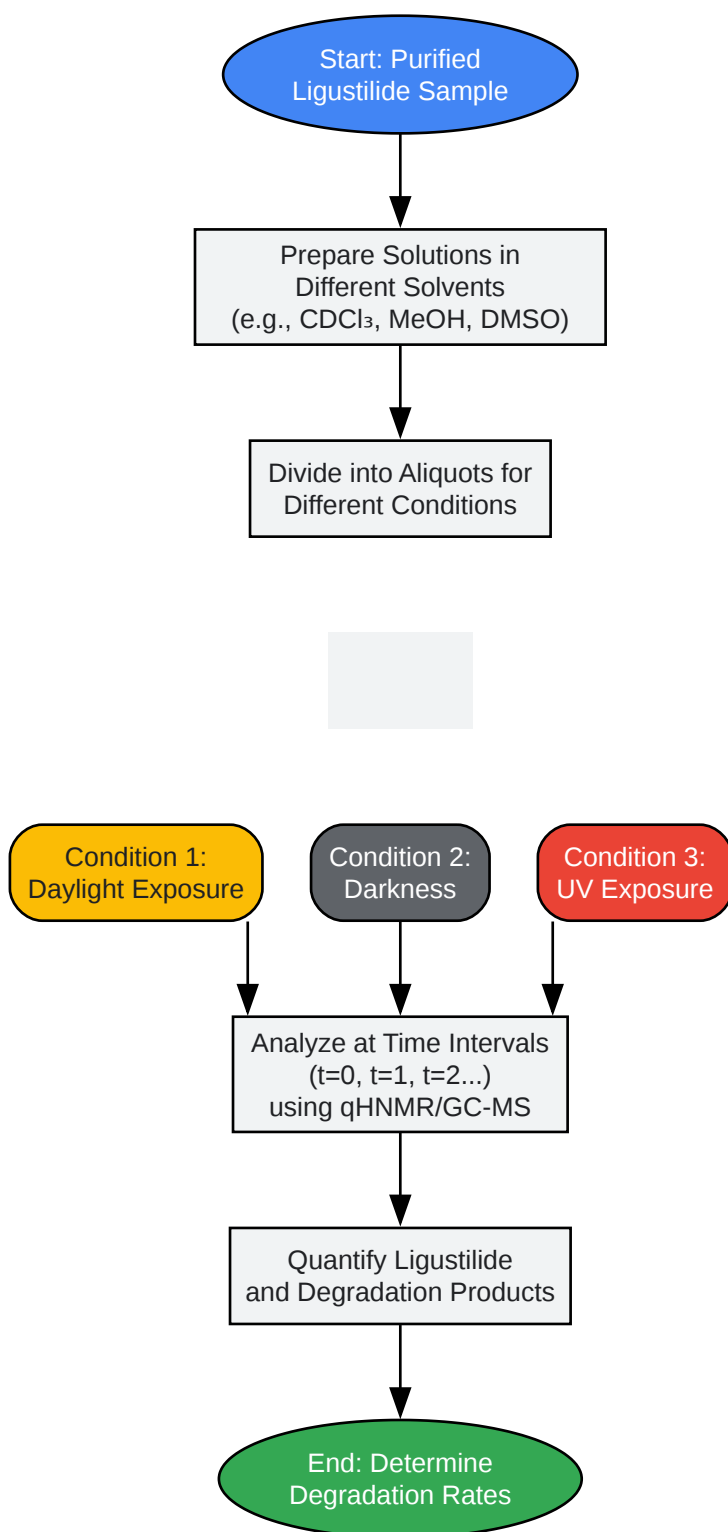 Start: Purified
Ligustilide Sample
Prepare Solutions in
Different Solvents
(e.g., CDCl₃, MeOH, DMSO)
Divide into Aliquots for
Different Conditions
Condition 1:
Daylight Exposure
Condition 2:
Darkness
Condition 3:
UV Exposure
Analyze at Time Intervals
(t=0, t=1, t=2...)
using qHNMR/GC-MS
Quantify Ligustilide
and Degradation Products
End: Determine
Degradation Rates